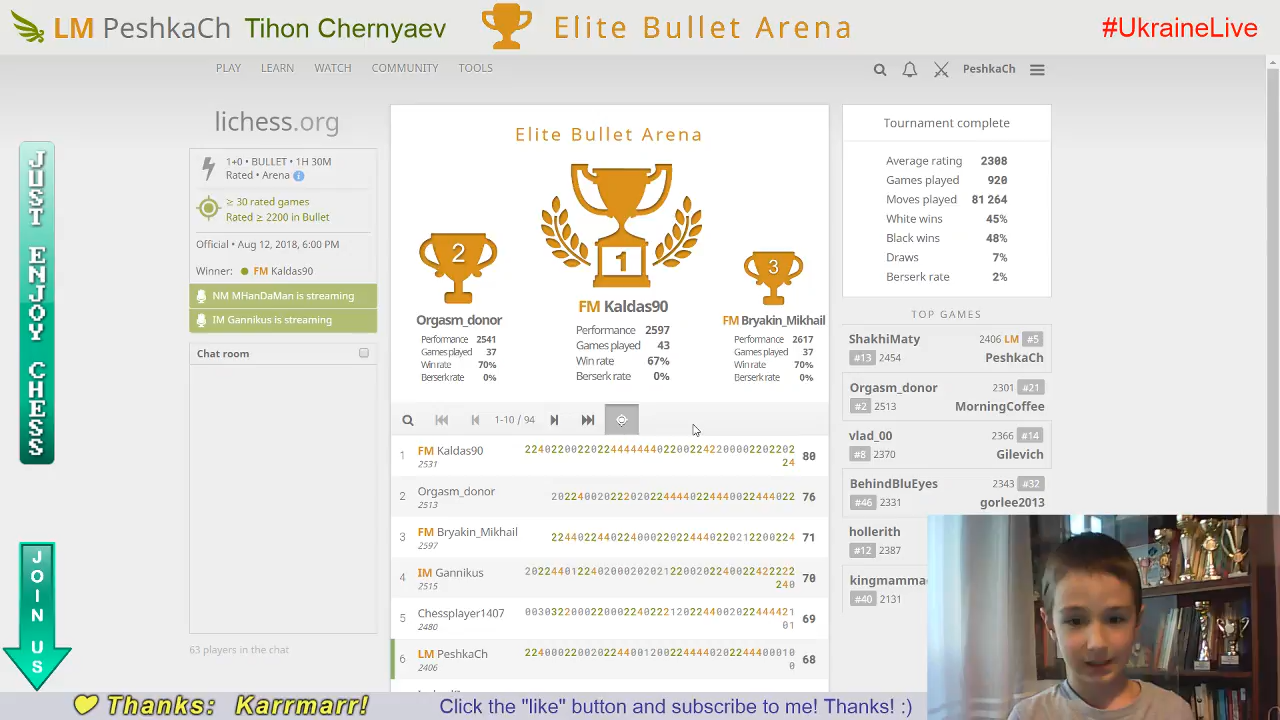 LM PeshkaCh Tihon Chernyaev
Elite Bullet Arena
#UkraineLive
PLAY LEARN WATCH COMMUNITY TOOLS
PeshkaCh
lichess.org
1+0 • BULLET • 1H 30M
Rated • Arena
≥ 30 rated games
Rated ≥ 2200 in Bullet
Official • Aug 12, 2018, 6:00 PM
Winner: FM Kaldas90
NM MHanDaMan is streaming
IM Gannikus is streaming
Chat room
63 players in the chat
JUST ENJOY CHESS
JOIN US
Elite Bullet Arena
2
1
3
Orgasm_donor
Performance 2541
Games played 37
Win rate 70%
Berserk rate 0%
FM Kaldas90
Performance 2597
Games played 43
Win rate 67%
Berserk rate 0%
FM Bryakin_Mikhail
Performance 2617
Games played 37
Win rate 70%
Berserk rate 0%
1-10 / 94
1 FM Kaldas90 80
2531
2 Orgasm_donor 76
2513
3 FM Bryakin_Mikhail 71
2597
4 IM Gannikus 70
2515
5 Chessplayer1407 69
2480
6 LM PeshkaCh 68
2406
Tournament complete
Average rating 2308
Games played 920
Moves played 81 264
White wins 45%
Black wins 48%
Draws 7%
Berserk rate 2%
TOP GAMES
ShakhiMaty 2406 LM #5
#13 2454 PeshkaCh
Orgasm_donor 2301 #21
#2 2513 MorningCoffee
vlad_00 2366 #14
#8 2370 Gilevich
BehindBluEyes 2343 #32
#46 2331 gorlee2013
hollerith
#12 2387
kingmamma
#40 2131
Thanks: Karrmarr!
Click the "like" button and subscribe to me! Thanks! :)